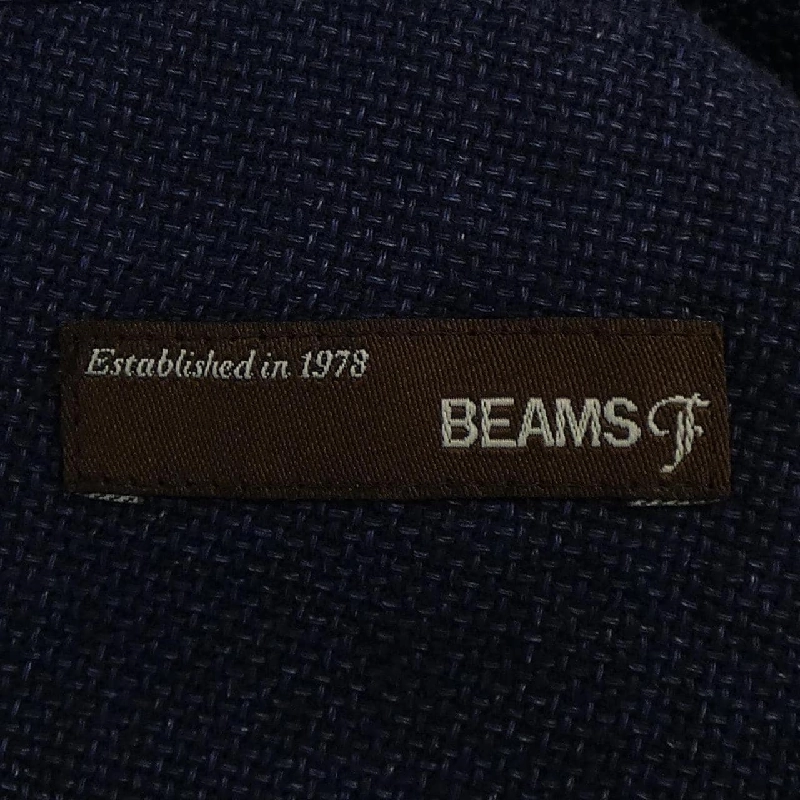 Established in 1978
BEAMS F